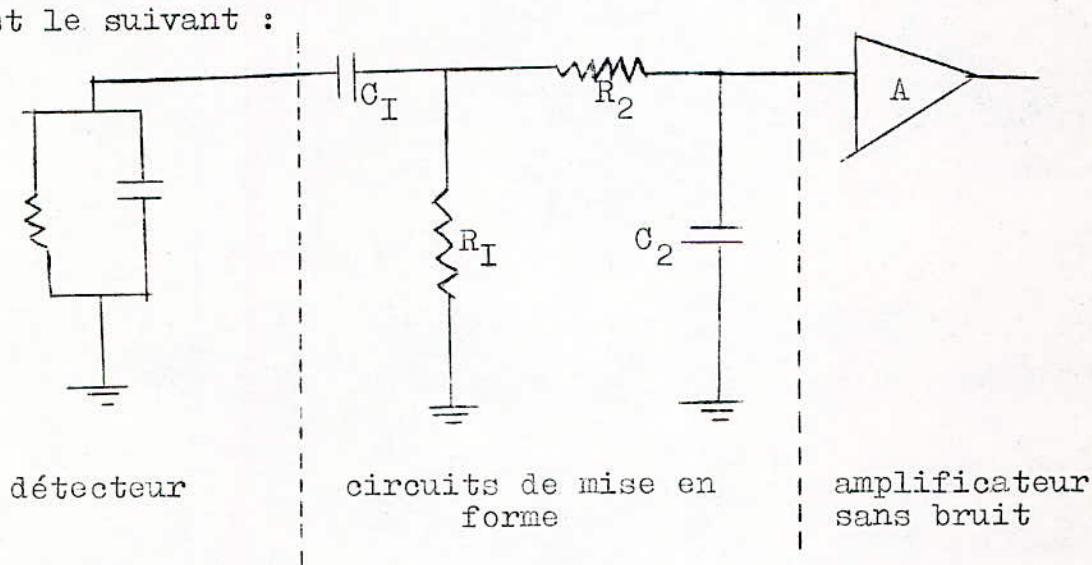 st le suivant :
C_I
R_2
A
R_I
C_2
détecteur
circuits de mise en
forme
amplificateur
sans bruit